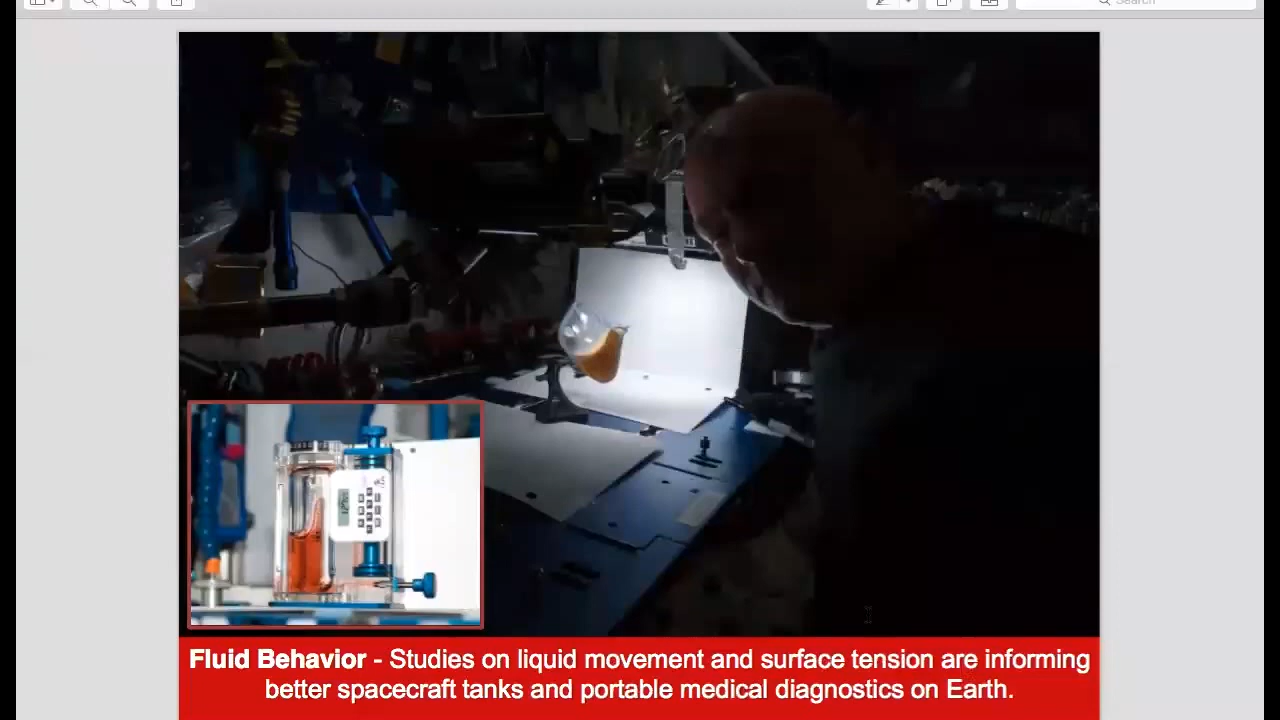 Search
Fluid Behavior - Studies on liquid movement and surface tension are informing
better spacecraft tanks and portable medical diagnostics on Earth.